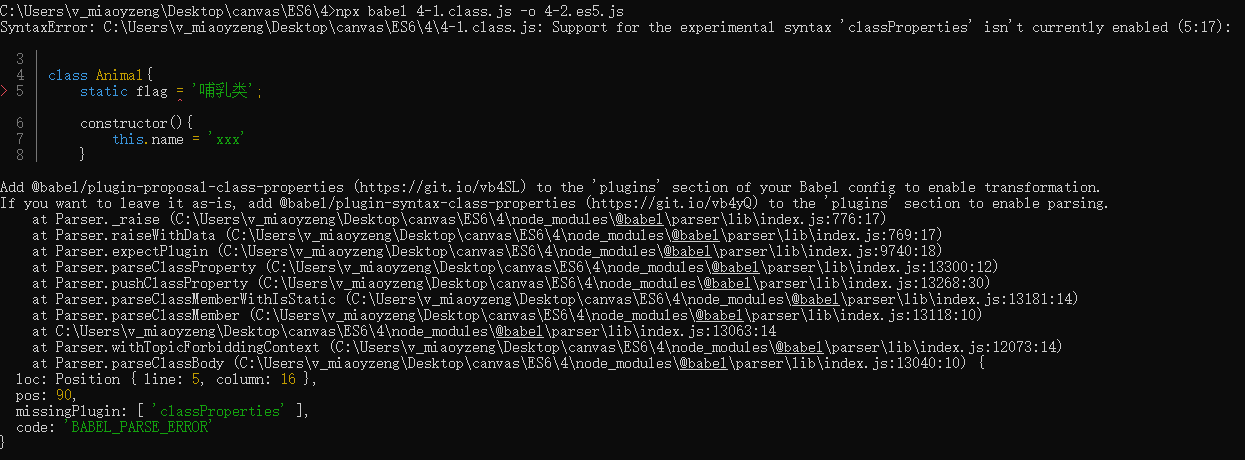 C:\Users\v_miaoyzeng\Desktop\canvas\ES6\4>npx babel 4-1.class.js -o 4-2.es5.js
SyntaxError: C:\Users\v_miaoyzeng\Desktop\canvas\ES6\4\4-1.class.js: Support for the experimental syntax 'classProperties' isn't currently enabled (5:17):
  3 |
  4 | class Animal{
> 5 |     static flag = '哺乳类';
    |                 ^
  6 |     constructor(){
  7 |         this.name = 'xxx'
  8 |     }
Add @babel/plugin-proposal-class-properties (https://git.io/vb4SL) to the 'plugins' section of your Babel config to enable transformation.
If you want to leave it as-is, add @babel/plugin-syntax-class-properties (https://git.io/vb4yQ) to the 'plugins' section to enable parsing.
    at Parser._raise (C:\Users\v_miaoyzeng\Desktop\canvas\ES6\4\node_modules\@babel\parser\lib\index.js:776:17)
    at Parser.raiseWithData (C:\Users\v_miaoyzeng\Desktop\canvas\ES6\4\node_modules\@babel\parser\lib\index.js:769:17)
    at Parser.expectPlugin (C:\Users\v_miaoyzeng\Desktop\canvas\ES6\4\node_modules\@babel\parser\lib\index.js:9740:18)
    at Parser.parseClassProperty (C:\Users\v_miaoyzeng\Desktop\canvas\ES6\4\node_modules\@babel\parser\lib\index.js:13300:12)
    at Parser.pushClassProperty (C:\Users\v_miaoyzeng\Desktop\canvas\ES6\4\node_modules\@babel\parser\lib\index.js:13268:30)
    at Parser.parseClassMemberWithIsStatic (C:\Users\v_miaoyzeng\Desktop\canvas\ES6\4\node_modules\@babel\parser\lib\index.js:13181:14)
    at Parser.parseClassMember (C:\Users\v_miaoyzeng\Desktop\canvas\ES6\4\node_modules\@babel\parser\lib\index.js:13118:10)
    at C:\Users\v_miaoyzeng\Desktop\canvas\ES6\4\node_modules\@babel\parser\lib\index.js:13063:14
    at Parser.withTopicForbiddingContext (C:\Users\v_miaoyzeng\Desktop\canvas\ES6\4\node_modules\@babel\parser\lib\index.js:12073:14)
    at Parser.parseClassBody (C:\Users\v_miaoyzeng\Desktop\canvas\ES6\4\node_modules\@babel\parser\lib\index.js:13040:10) {
  loc: Position { line: 5, column: 16 },
  pos: 90,
  missingPlugin: [ 'classProperties' ],
  code: 'BABEL_PARSE_ERROR'
}